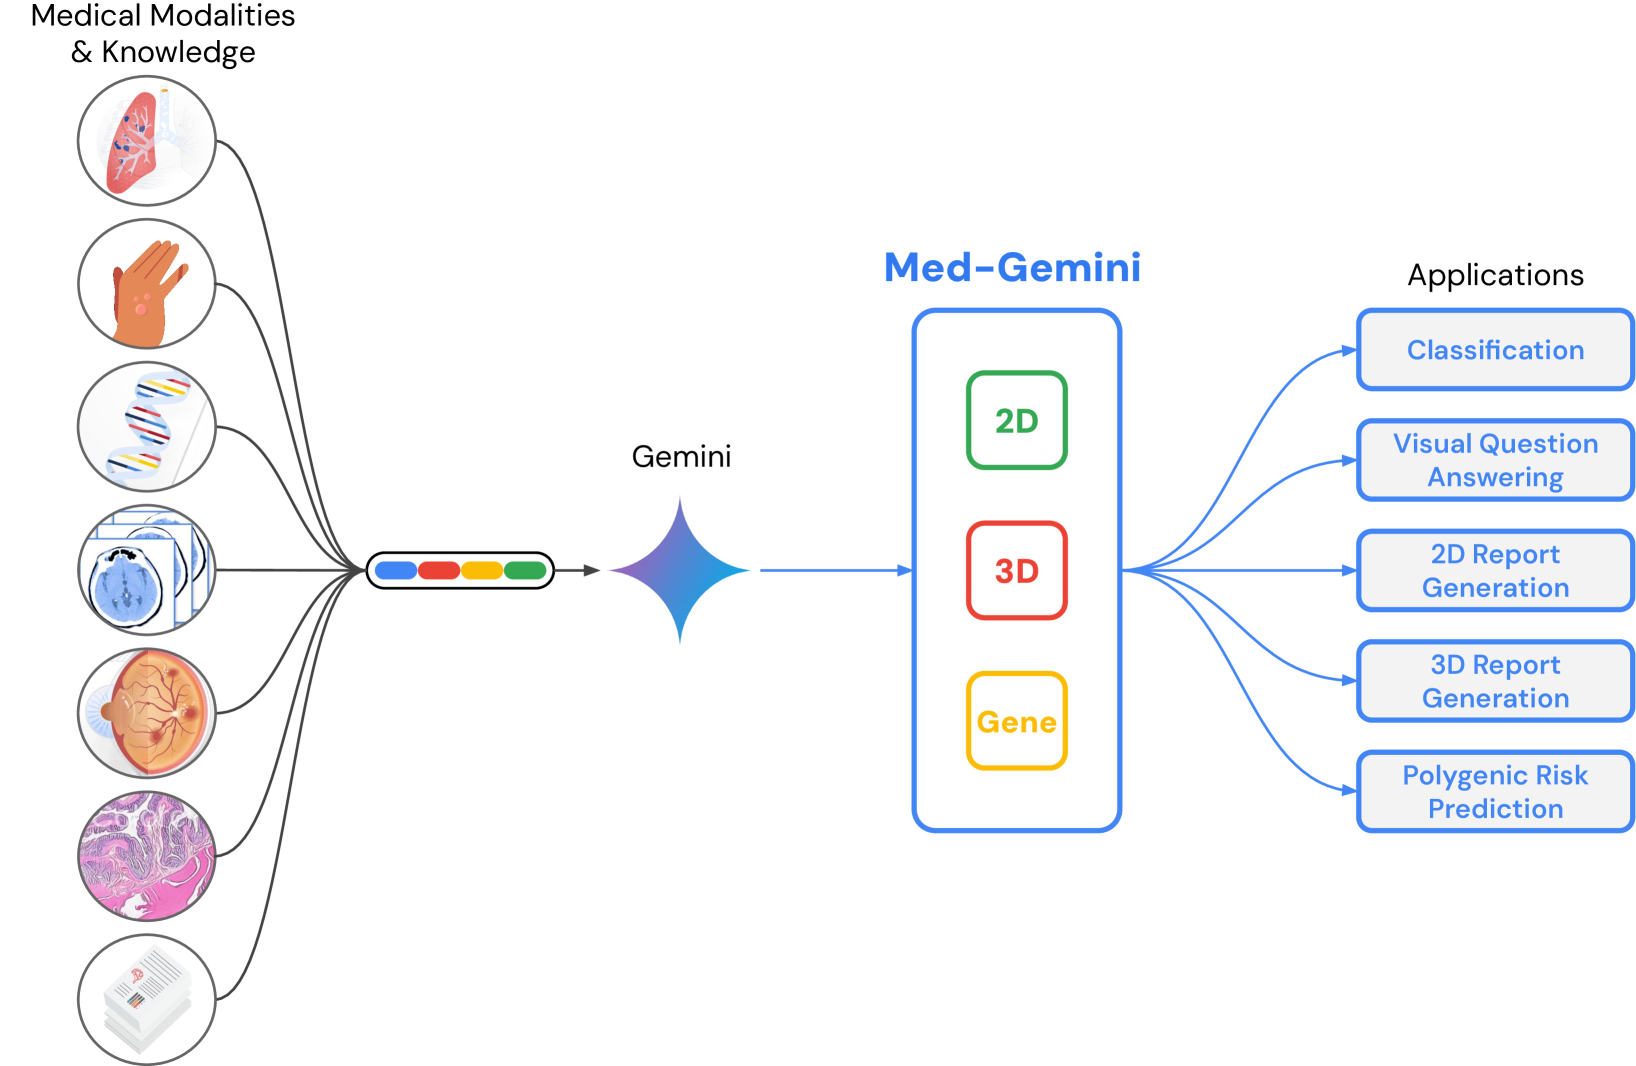 Medical Modalities
& Knowledge
Gemini
Med-Gemini
2D
3D
Gene
Applications
Classification
Visual Question
Answering
2D Report
Generation
3D Report
Generation
Polygenic Risk
Prediction